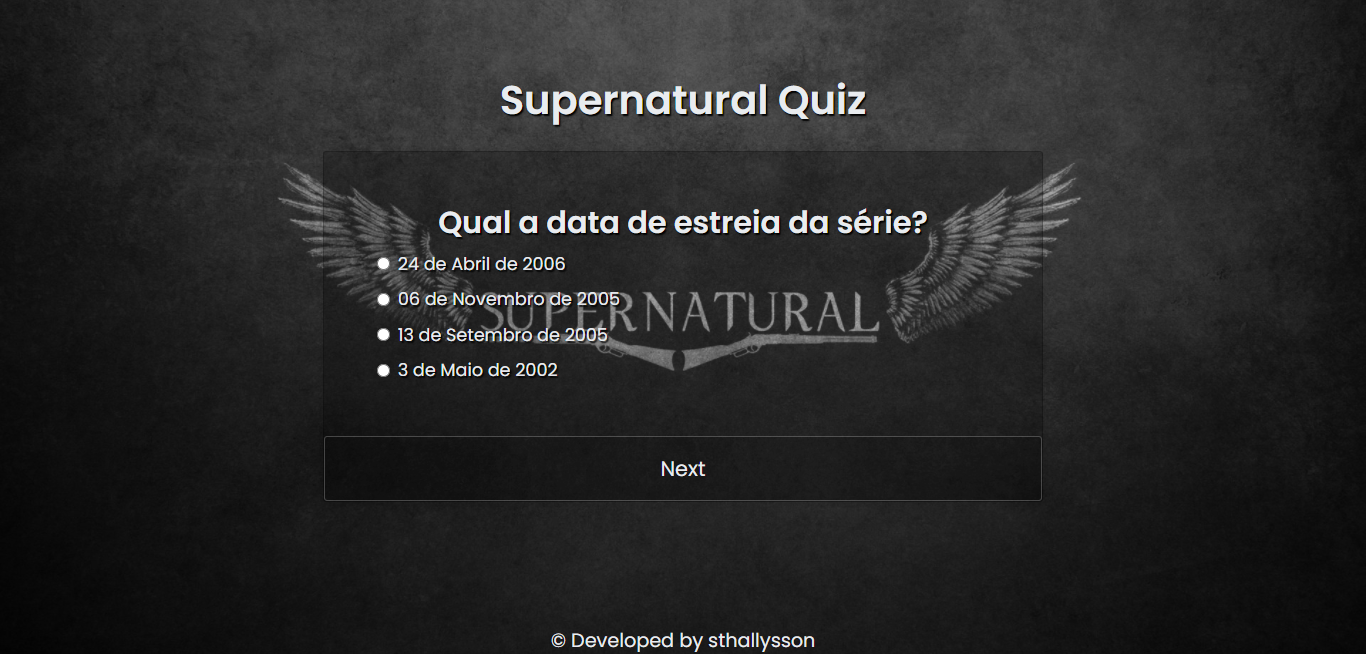 Supernatural Quiz
Qual a data de estreia da série?
24 de Abril de 2006
06 de Novembro de 2005
SUPERNATURAL
13 de Setembro de 2005
3 de Maio de 2002
Next
© Developed by sthallysson